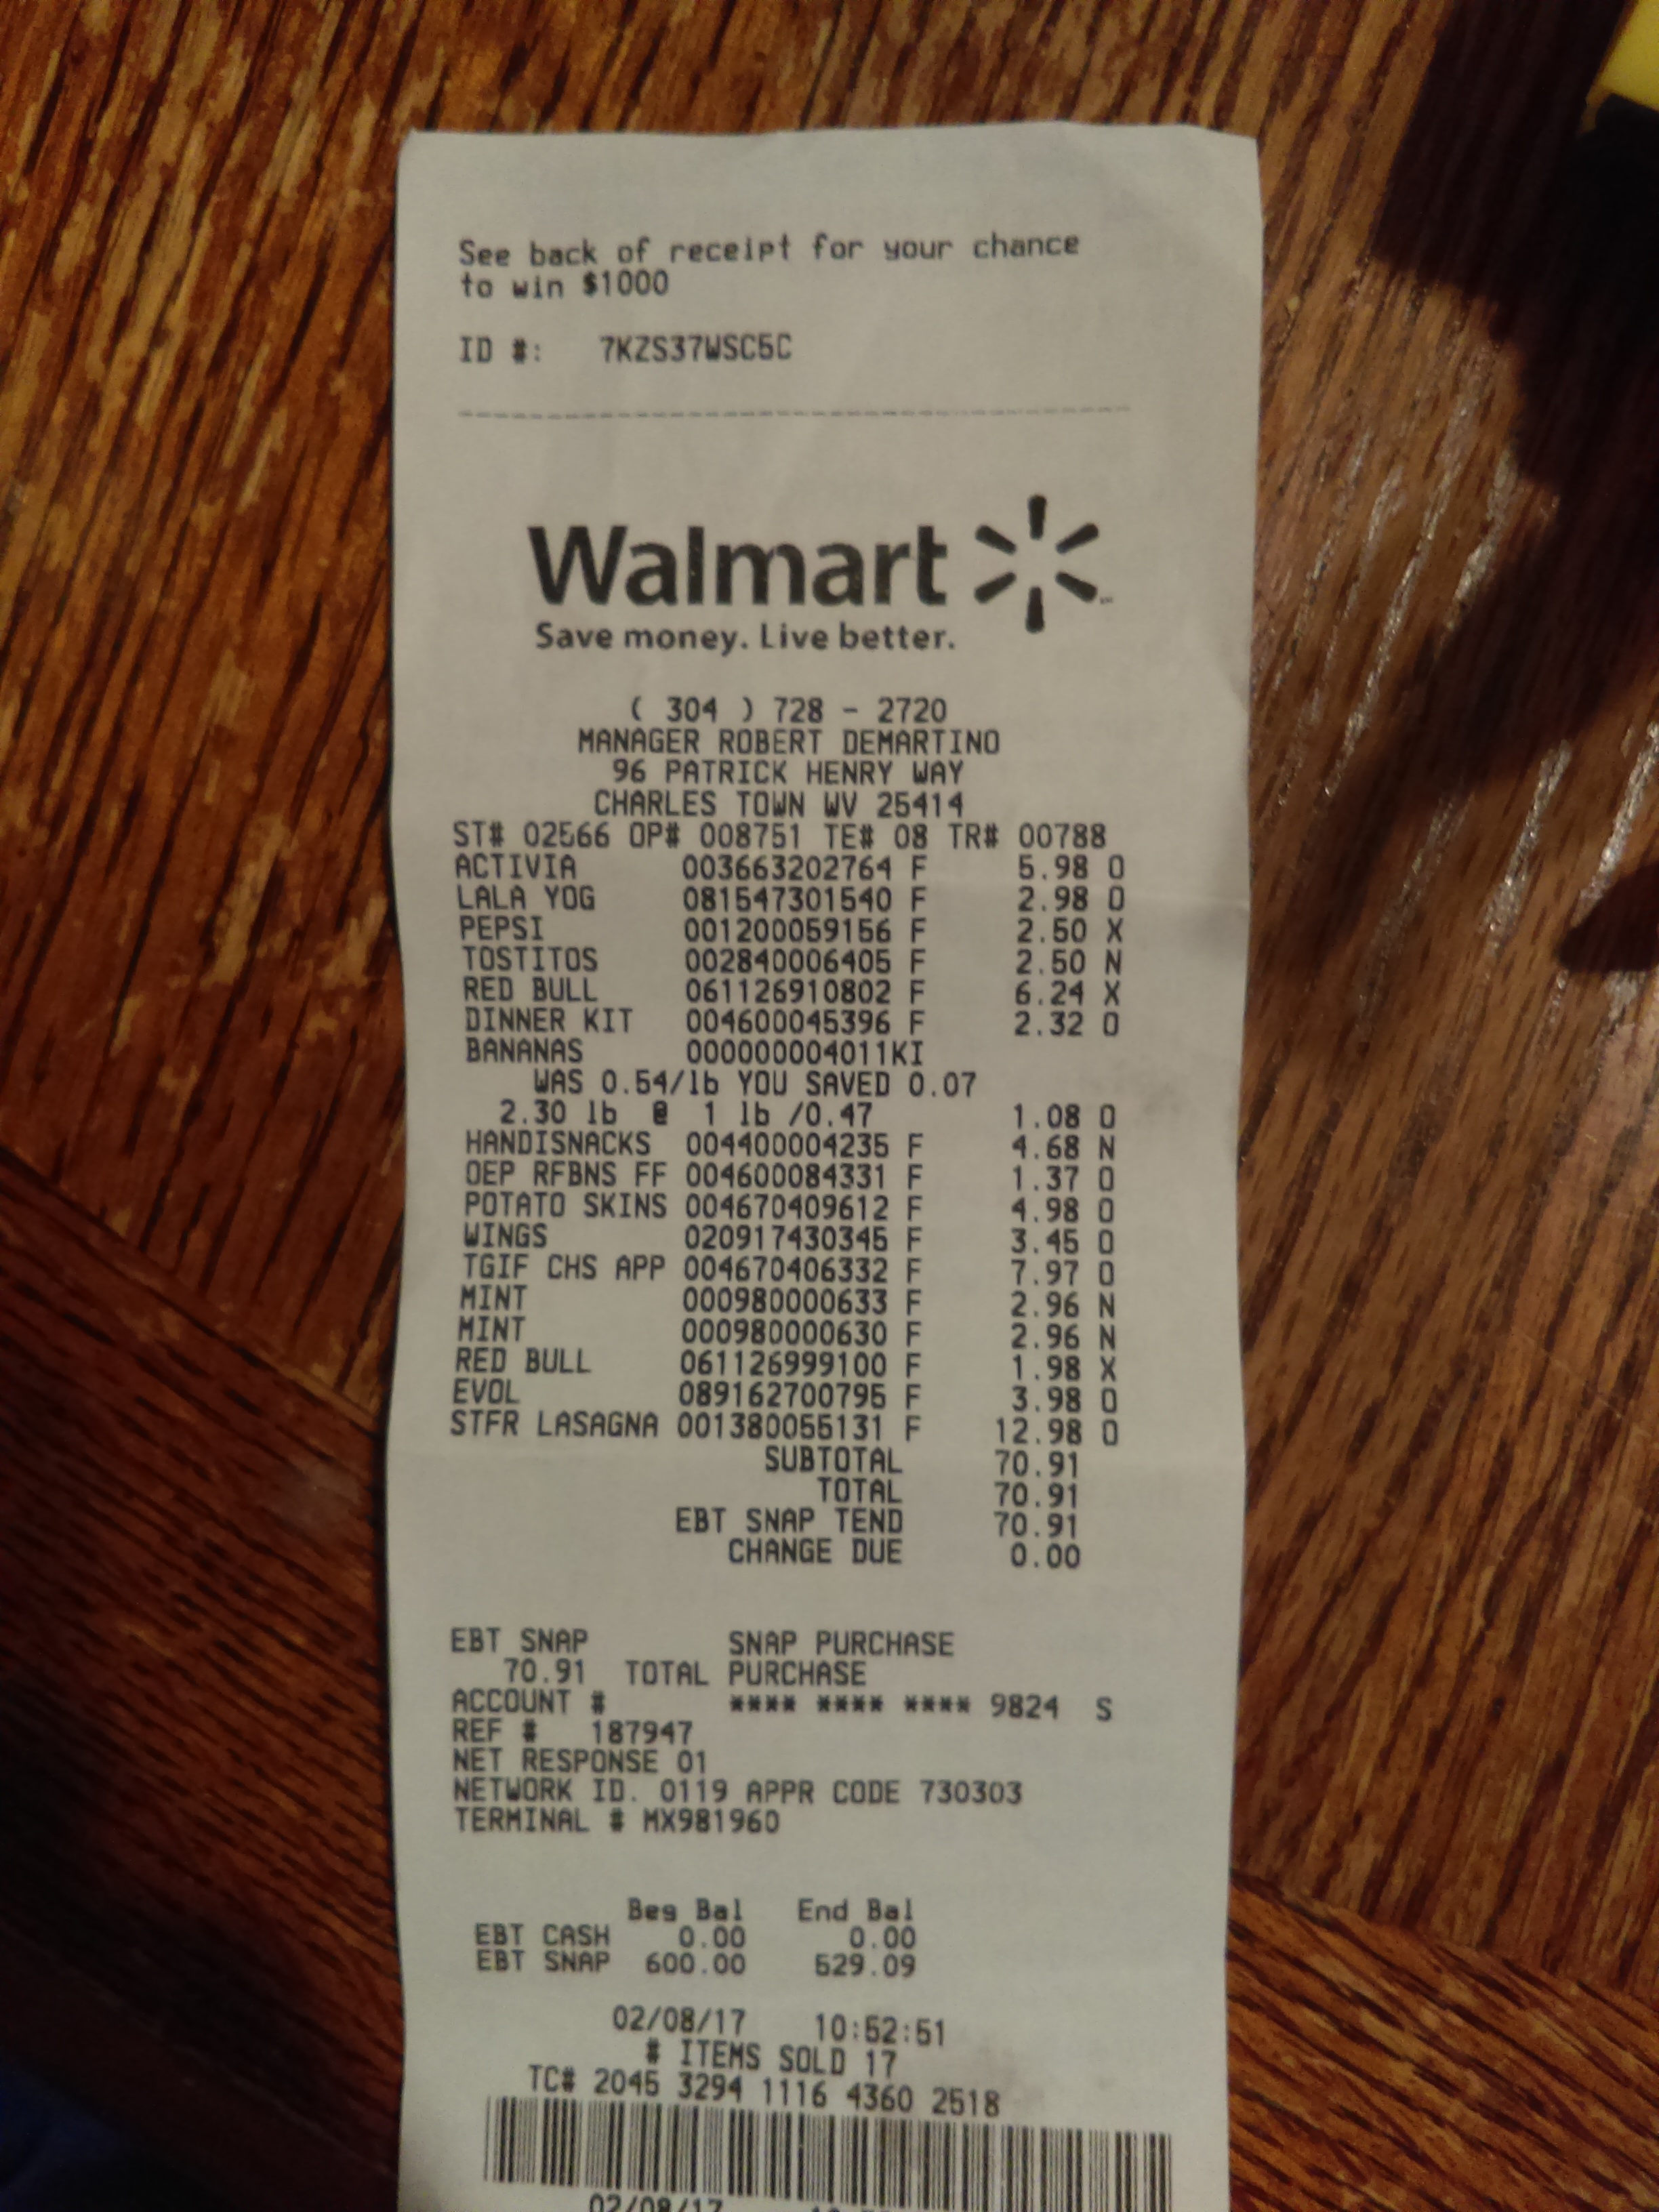 See back of receipt for your chance
to win $1000
ID #: 7KZS37WSC5C
Walmart
Save money. Live better.
( 304 ) 728 - 2720
MANAGER ROBERT DEMARTINO
96 PATRICK HENRY WAY
CHARLES TOWN WV 25414
ST# 02566 OP# 008751 TE# 08 TR# 00788
ACTIVIA 003663202764 F 5.98 O
LALA YOG 081547301540 F 2.98 O
PEPSI 001200059156 F 2.50 X
TOSTITOS 002840006405 F 2.50 N
RED BULL 061126910802 F 6.24 X
DINNER KIT 004600045396 F 2.32 O
BANANAS 000000004011KI
WAS 0.54/lb YOU SAVED 0.07
2.30 lb @ 1 lb /0.47 1.08 O
HANDISNACKS 004400004235 F 4.68 N
OEP RFBNS FF 004600084331 F 1.37 O
POTATO SKINS 004670409612 F 4.98 O
WINGS 020917430345 F 3.45 O
TGIF CHS APP 004670406332 F 7.97 O
MINT 000980000633 F 2.96 N
MINT 000980000630 F 2.96 N
RED BULL 061126999100 F 1.98 X
EVOL 089162700795 F 3.98 O
STFR LASAGNA 001380055131 F 12.98 O
SUBTOTAL 70.91
TOTAL 70.91
EBT SNAP TEND 70.91
CHANGE DUE 0.00
EBT SNAP SNAP PURCHASE
70.91 TOTAL PURCHASE
ACCOUNT # **** **** **** 9824 S
REF # 187947
NET RESPONSE 01
NETWORK ID. 0119 APPR CODE 730303
TERMINAL # MX981960
Beg Bal End Bal
EBT CASH 0.00 0.00
EBT SNAP 600.00 529.09
02/08/17 10:52:51
# ITEMS SOLD 17
TC# 2045 3294 1116 4360 2518
02/08/17